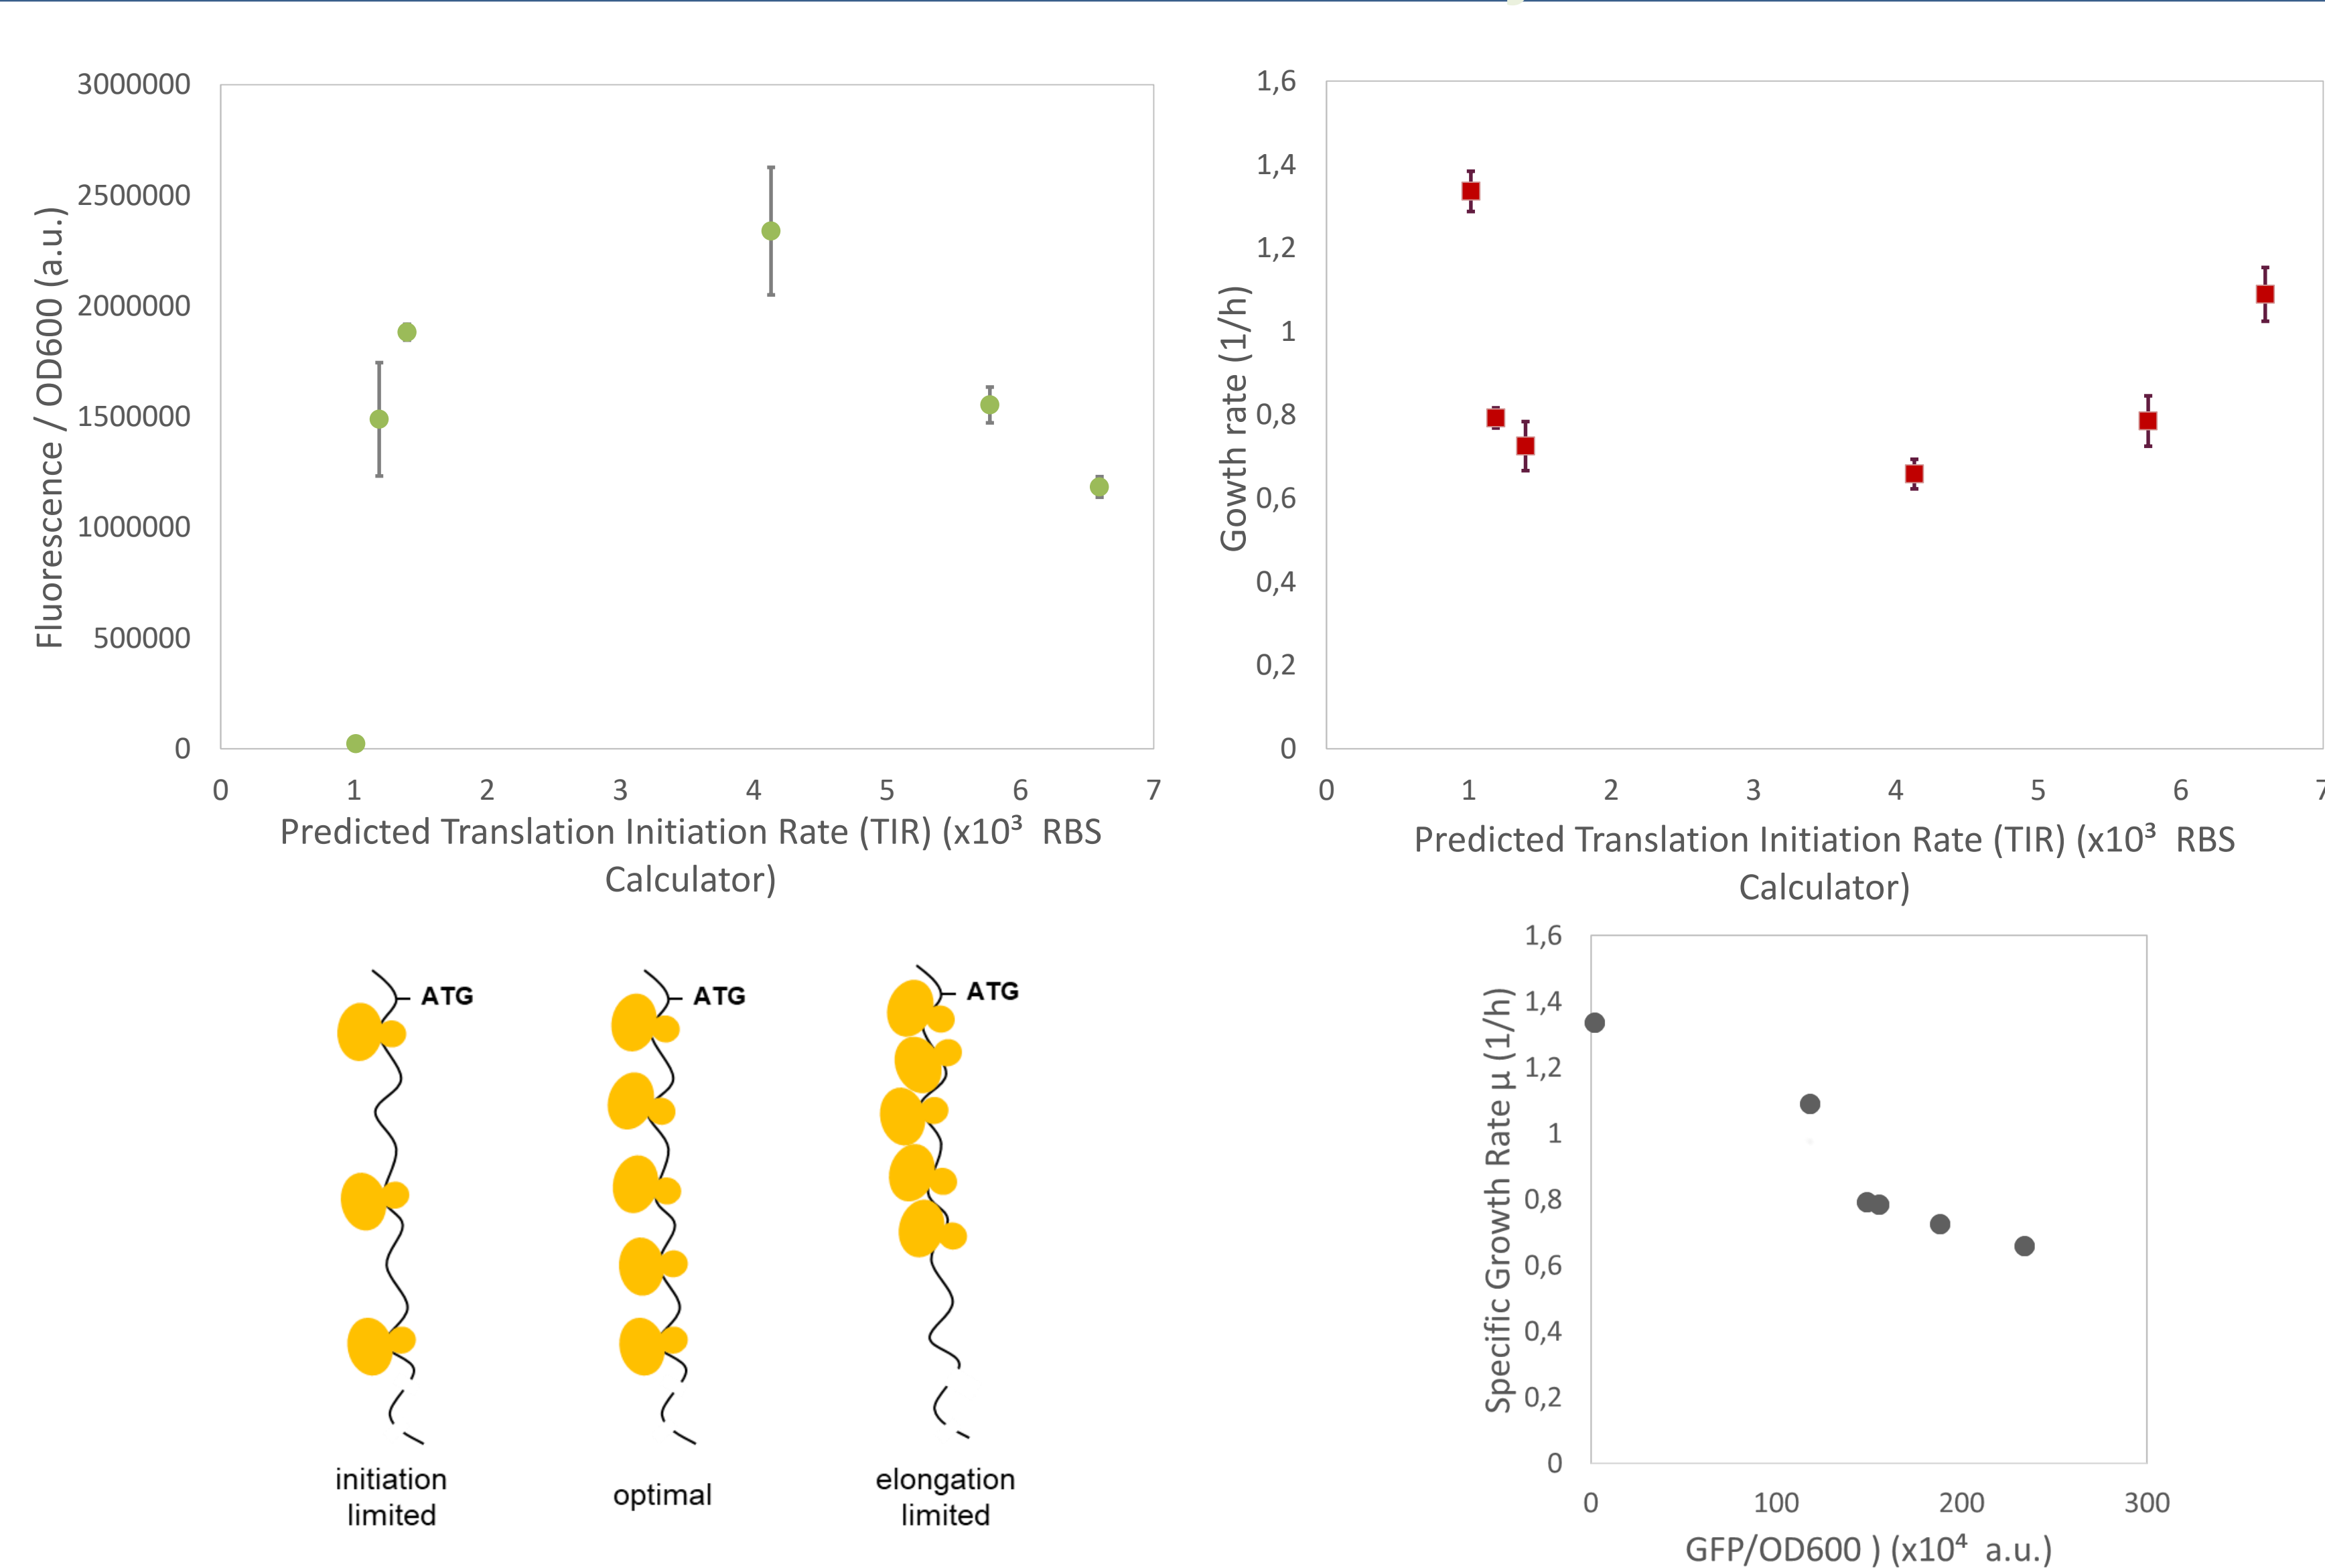 3000000
2500000
2000000
1500000
1000000
500000
0
Fluorescence / OD600 (a.u.)
0 1 2 3 4 5 6 7
Predicted Translation Initiation Rate (TIR) (x10³ RBS
Calculator)
1,6
1,4
1,2
1
0,8
0,6
0,4
0,2
0
Gowth rate (1/h)
0 1 2 3 4 5 6 7
Predicted Translation Initiation Rate (TIR) (x10³ RBS
Calculator)
ATG
ATG
ATG
initiation
limited
optimal
elongation
limited
1,6
1,4
1,2
1
0,8
0,6
0,4
0,2
0
Specific Growth Rate µ (1/h)
0 100 200 300
GFP/OD600 ) (x10⁴ a.u.)